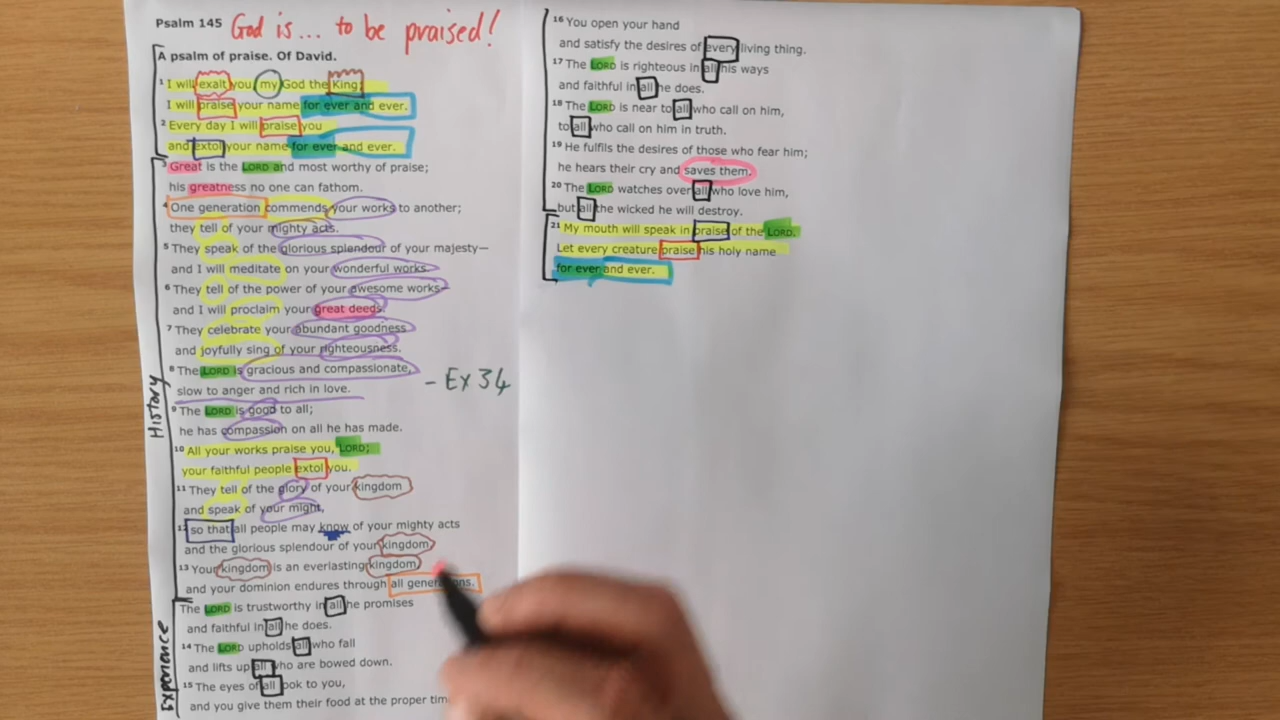 Psalm 145 God is... to be praised!
A psalm of praise. Of David.
1 I will exalt you my God the King;
I will praise your name for ever and ever.
2 Every day I will praise you
and extol your name for ever and ever.
3 Great is the LORD and most worthy of praise;
his greatness no one can fathom.
4 One generation commends your works to another;
they tell of your mighty acts.
5 They speak of the glorious splendour of your majesty—
and I will meditate on your wonderful works.
6 They tell of the power of your awesome works—
and I will proclaim your great deeds.
7 They celebrate your abundant goodness
and joyfully sing of your righteousness.
8 The LORD is gracious and compassionate,
slow to anger and rich in love.
- Ex 34
9 The LORD is good to all;
he has compassion on all he has made.
10 All your works praise you, LORD;
your faithful people extol you.
11 They tell of the glory of your kingdom
and speak of your might,
12 so that all people may know of your mighty acts
and the glorious splendour of your kingdom.
13 Your kingdom is an everlasting kingdom,
and your dominion endures through all generations.
History
The LORD is trustworthy in all he promises
and faithful in all he does.
14 The LORD upholds all who fall
and lifts up all who are bowed down.
15 The eyes of all look to you,
and you give them their food at the proper
Experience
16 You open your hand
and satisfy the desires of every living thing.
17 The LORD is righteous in all his ways
and faithful in all he does.
18 The LORD is near to all who call on him,
to all who call on him in truth.
19 He fulfils the desires of those who fear him;
he hears their cry and saves them.
20 The LORD watches over all who love him,
but all the wicked he will destroy.
21 My mouth will speak in praise of the LORD.
Let every creature praise his holy name
for ever and ever.